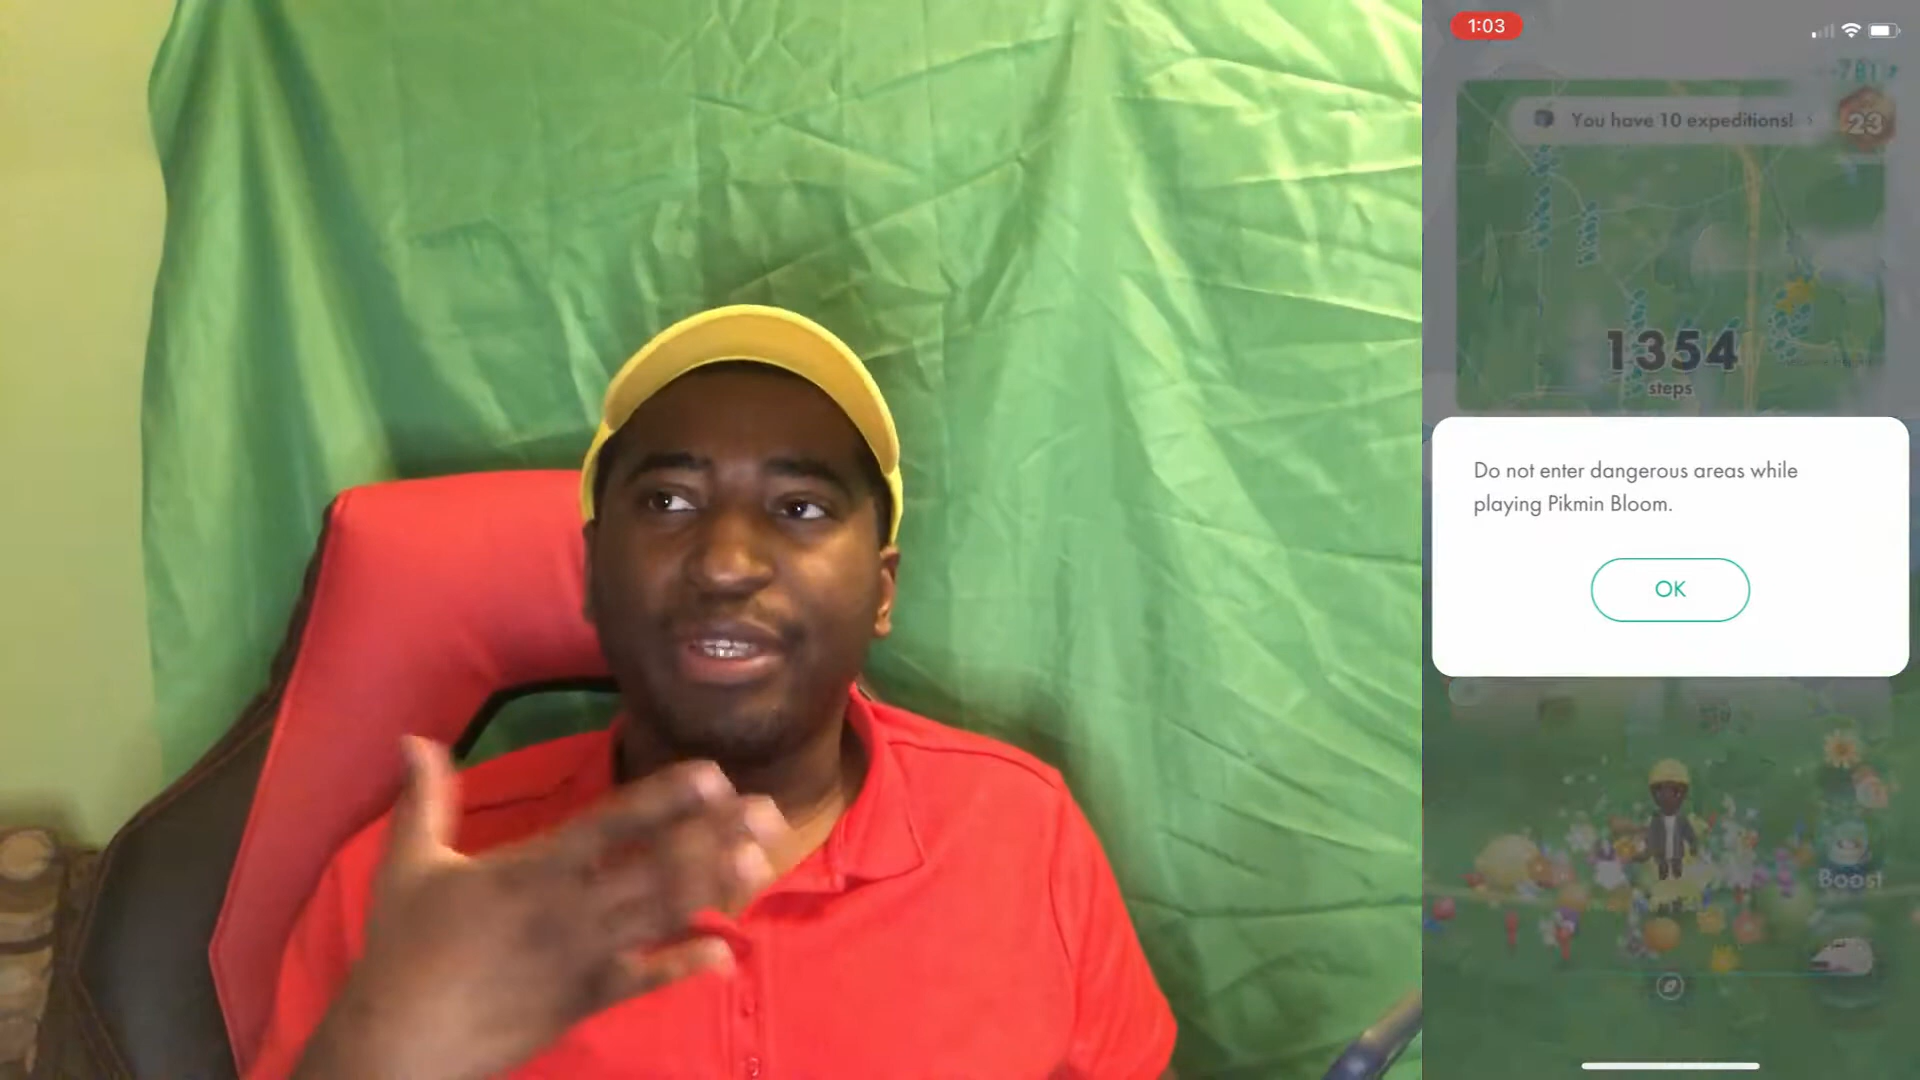 1:03
781
You have 10 expeditions!
23
1354
steps
Do not enter dangerous areas while
playing Pikmin Bloom.
OK
Boost